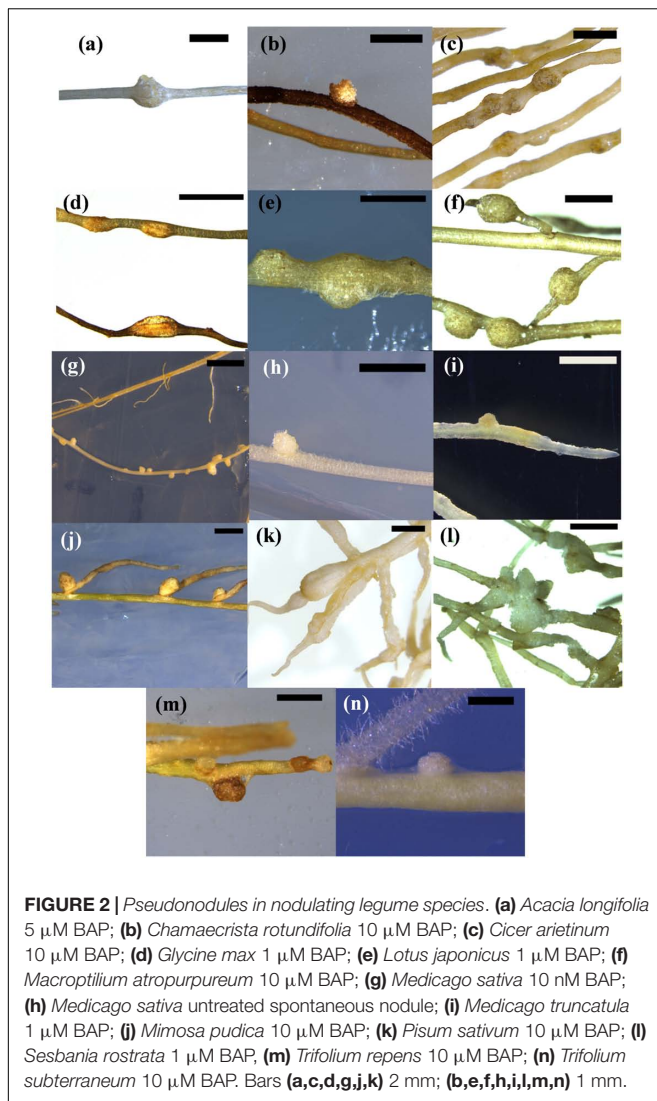 (a)
(b)
(c)
(d)
(e)
(f)
(g)
(h)
(i)
(j)
(k)
(l)
(m)
(n)
FIGURE 2 | Pseudonodules in nodulating legume species. (a) Acacia longifolia
5 μM BAP; (b) Chamaecrista rotundifolia 10 μM BAP; (c) Cicer arietinum
10 μM BAP; (d) Glycine max 1 μM BAP; (e) Lotus japonicus 1 μM BAP; (f)
Macroptilium atropurpureum 10 μM BAP; (g) Medicago sativa 10 nM BAP;
(h) Medicago sativa untreated spontaneous nodule; (i) Medicago truncatula
1 μM BAP; (j) Mimosa pudica 10 μM BAP; (k) Pisum sativum 10 μM BAP; (l)
Sesbania rostrata 1 μM BAP, (m) Trifolium repens 10 μM BAP; (n) Trifolium
subterraneum 10 μM BAP. Bars (a,c,d,g,j,k) 2 mm; (b,e,f,h,i,l,m,n) 1 mm.